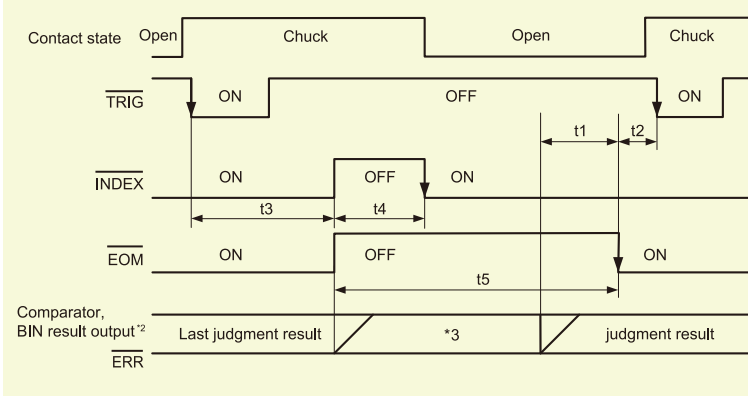 Contact state Open Chuck Open Chuck
TRIG ON OFF ON
t1 t2
INDEX ON OFF ON
t3 t4
EOM ON OFF ON
t5
Comparator,
BIN result output*2 Last judgment result *3 judgment result
ERR